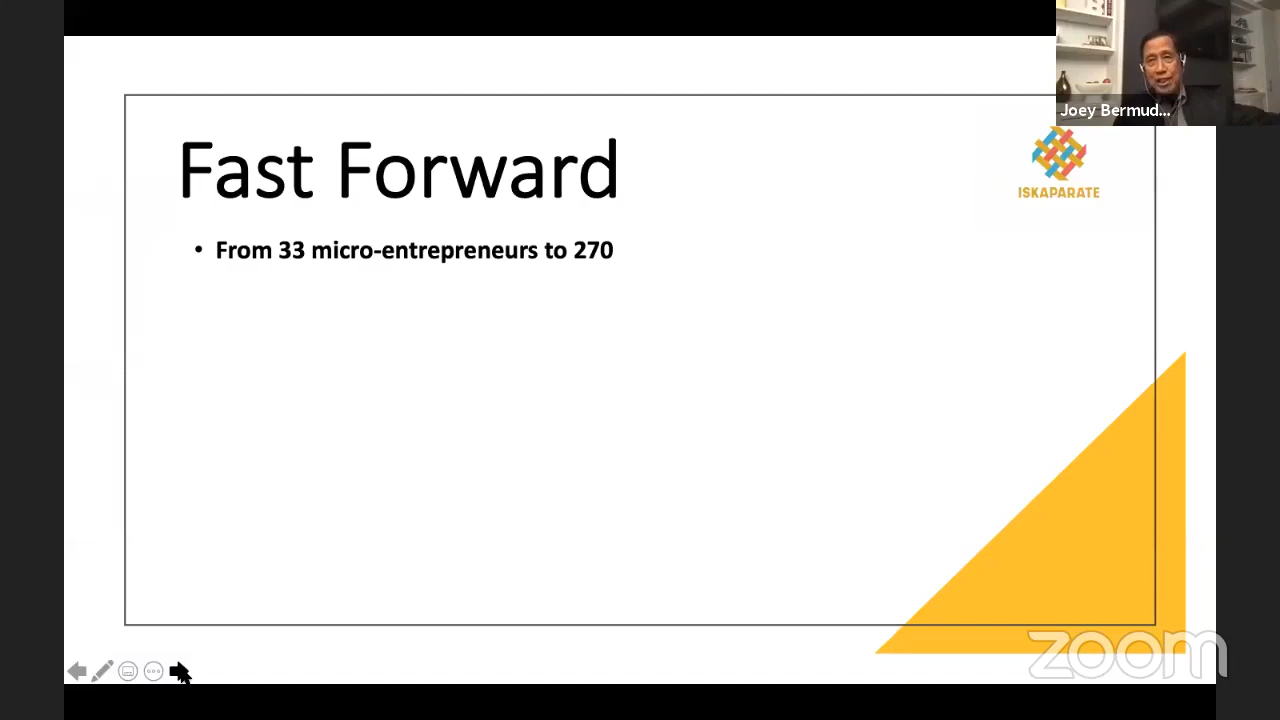 Joey Bermud...
Fast Forward
ISKAPARATE
• From 33 micro-entrepreneurs to 270
zoom